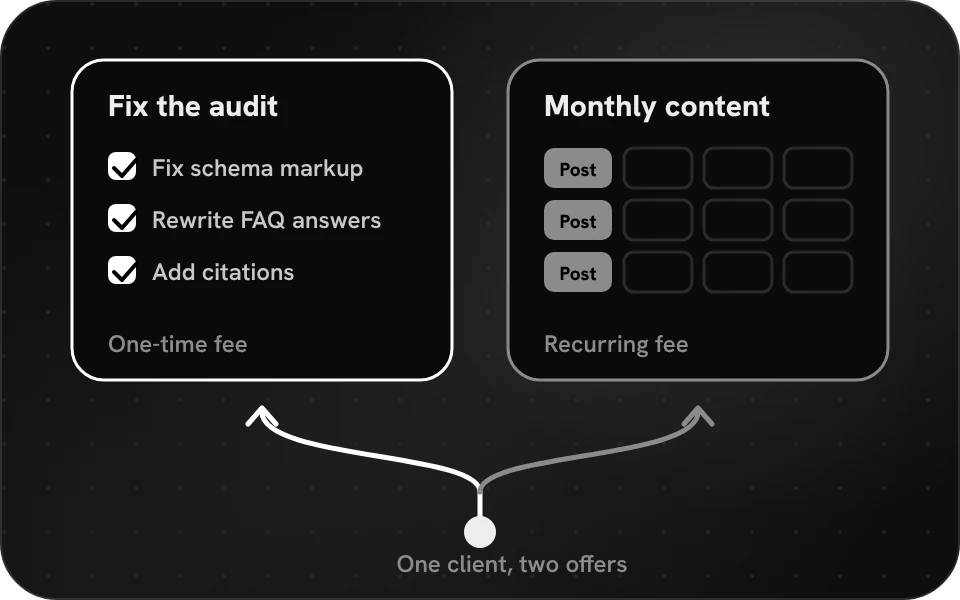 Fix the audit
Fix schema markup
Rewrite FAQ answers
Add citations
One-time fee
Monthly content
Post
Post
Post
Recurring fee
One client, two offers